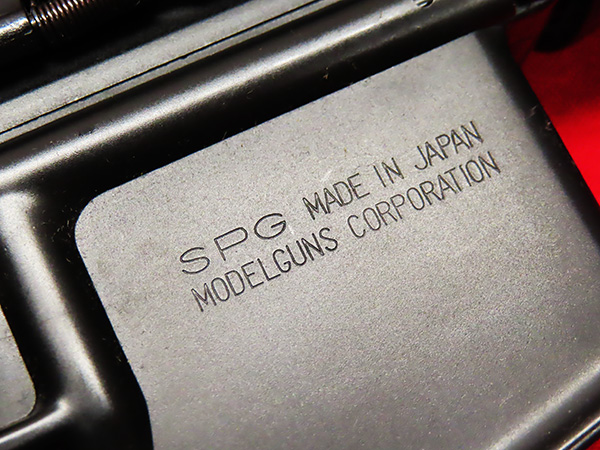 SPG MADE IN JAPAN
MODELGUNS CORPORATION